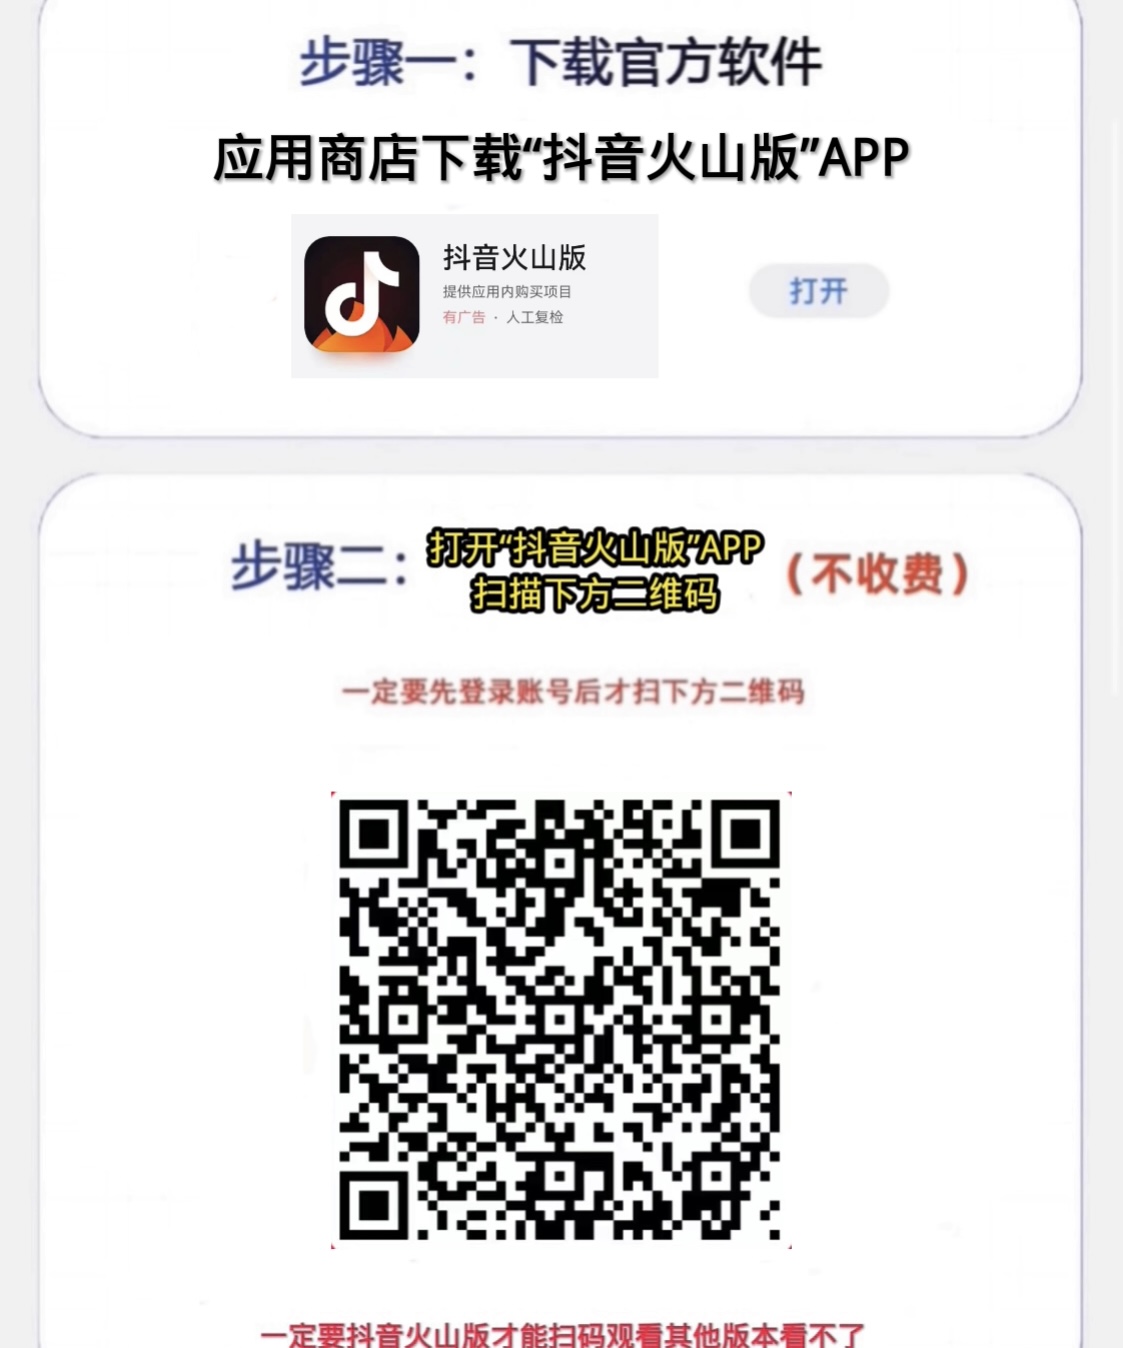 步骤一：下载官方软件
应用商店下载“抖音火山版”APP
抖音火山版
提供应用内购买项目
有广告 · 人工复检
打开
步骤二：打开“抖音火山版”APP
扫描下方二维码
（不收费）
一定要先登录账号后才扫下方二维码
一定要抖音火山版才能扫码观看其他版本看不了